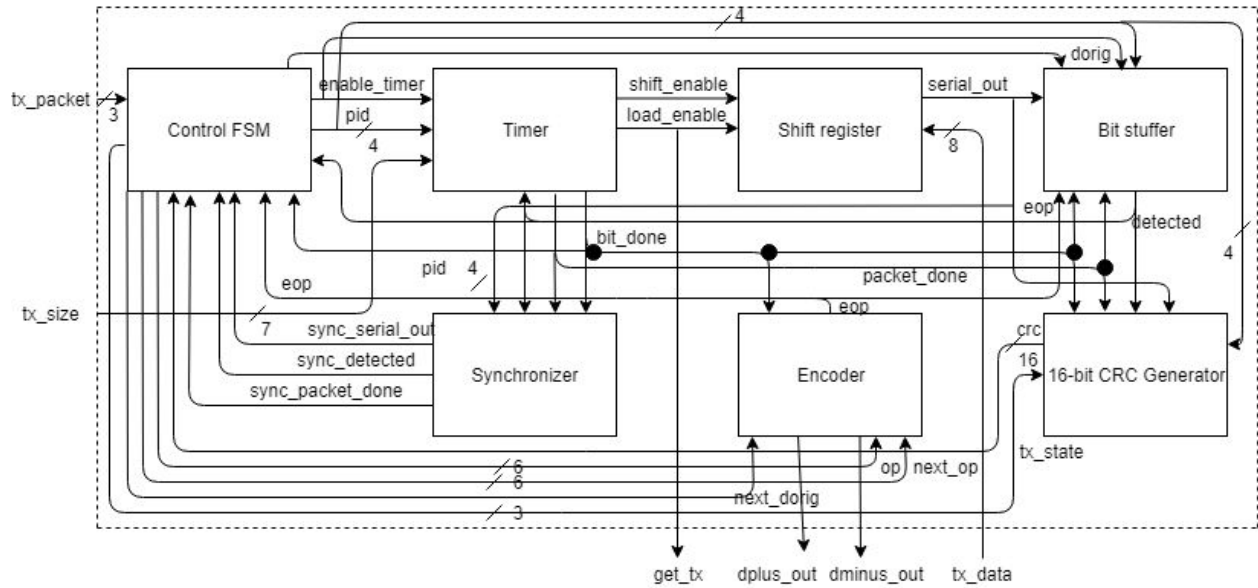 4
dorig
tx_packet
3
Control FSM
enable_timer
pid
4
Timer
shift_enable
load_enable
Shift register
serial_out
8
Bit stuffer
eop
detected
4
bit_done
pid
4
packet_done
eop
tx_size
7
sync_serial_out
sync_detected
sync_packet_done
Synchronizer
eop
Encoder
crc
16
16-bit CRC Generator
tx_state
6
6
op
next_op
next_dorig
3
get_tx
dplus_out
dminus_out
tx_data